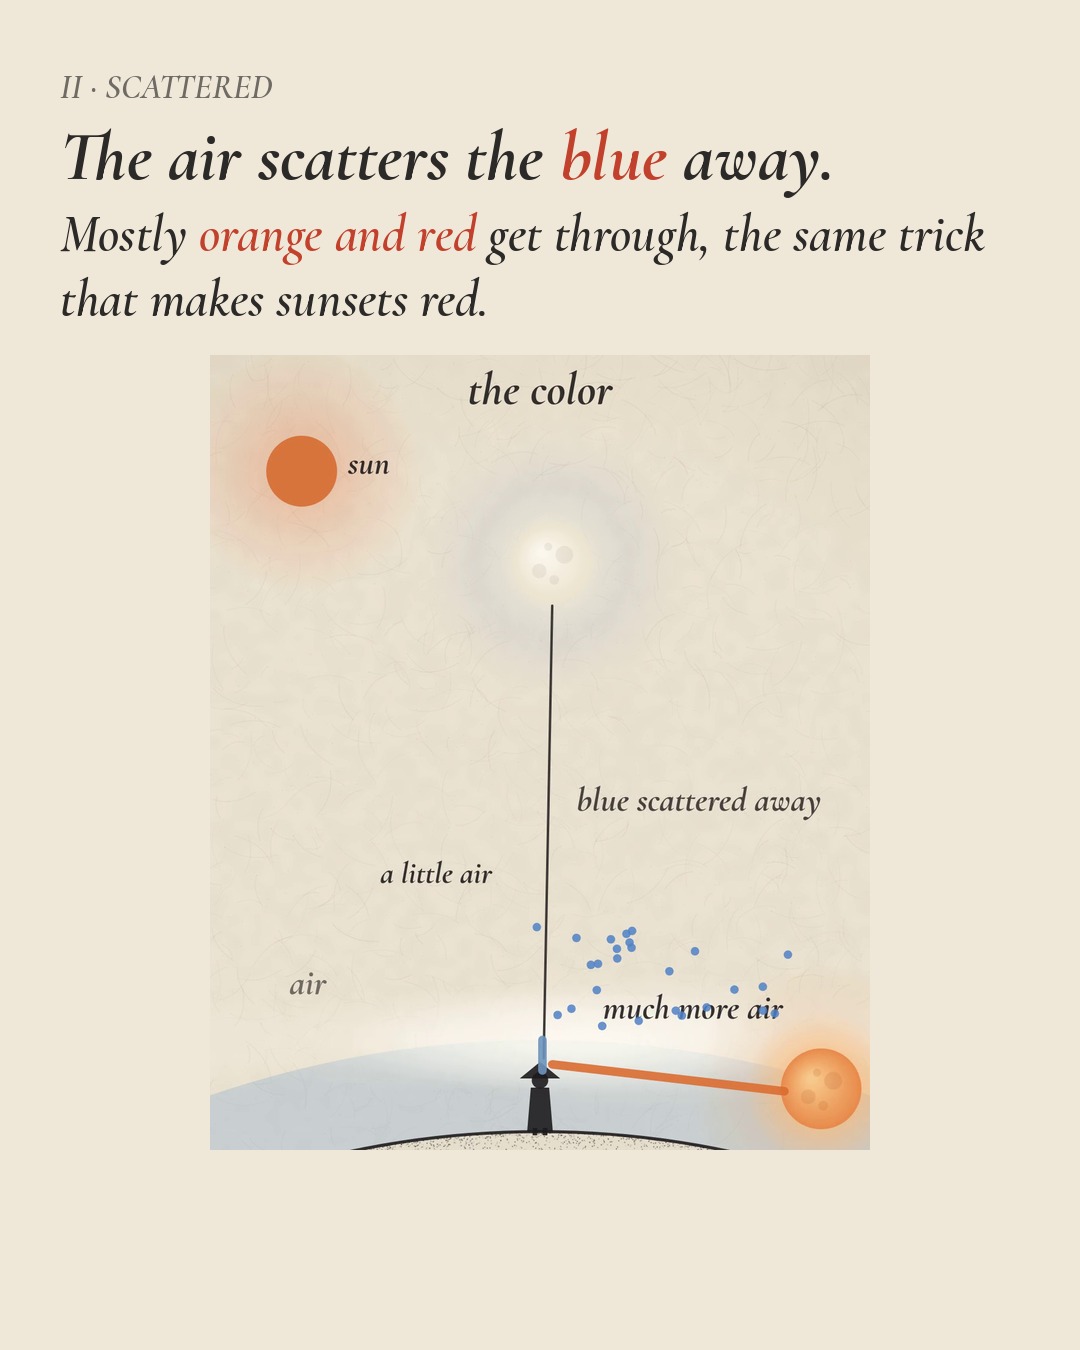 II · SCATTERED
The air scatters the blue away.
Mostly orange and red get through, the same trick
that makes sunsets red.
the color
sun
blue scattered away
a little air
air
much more air